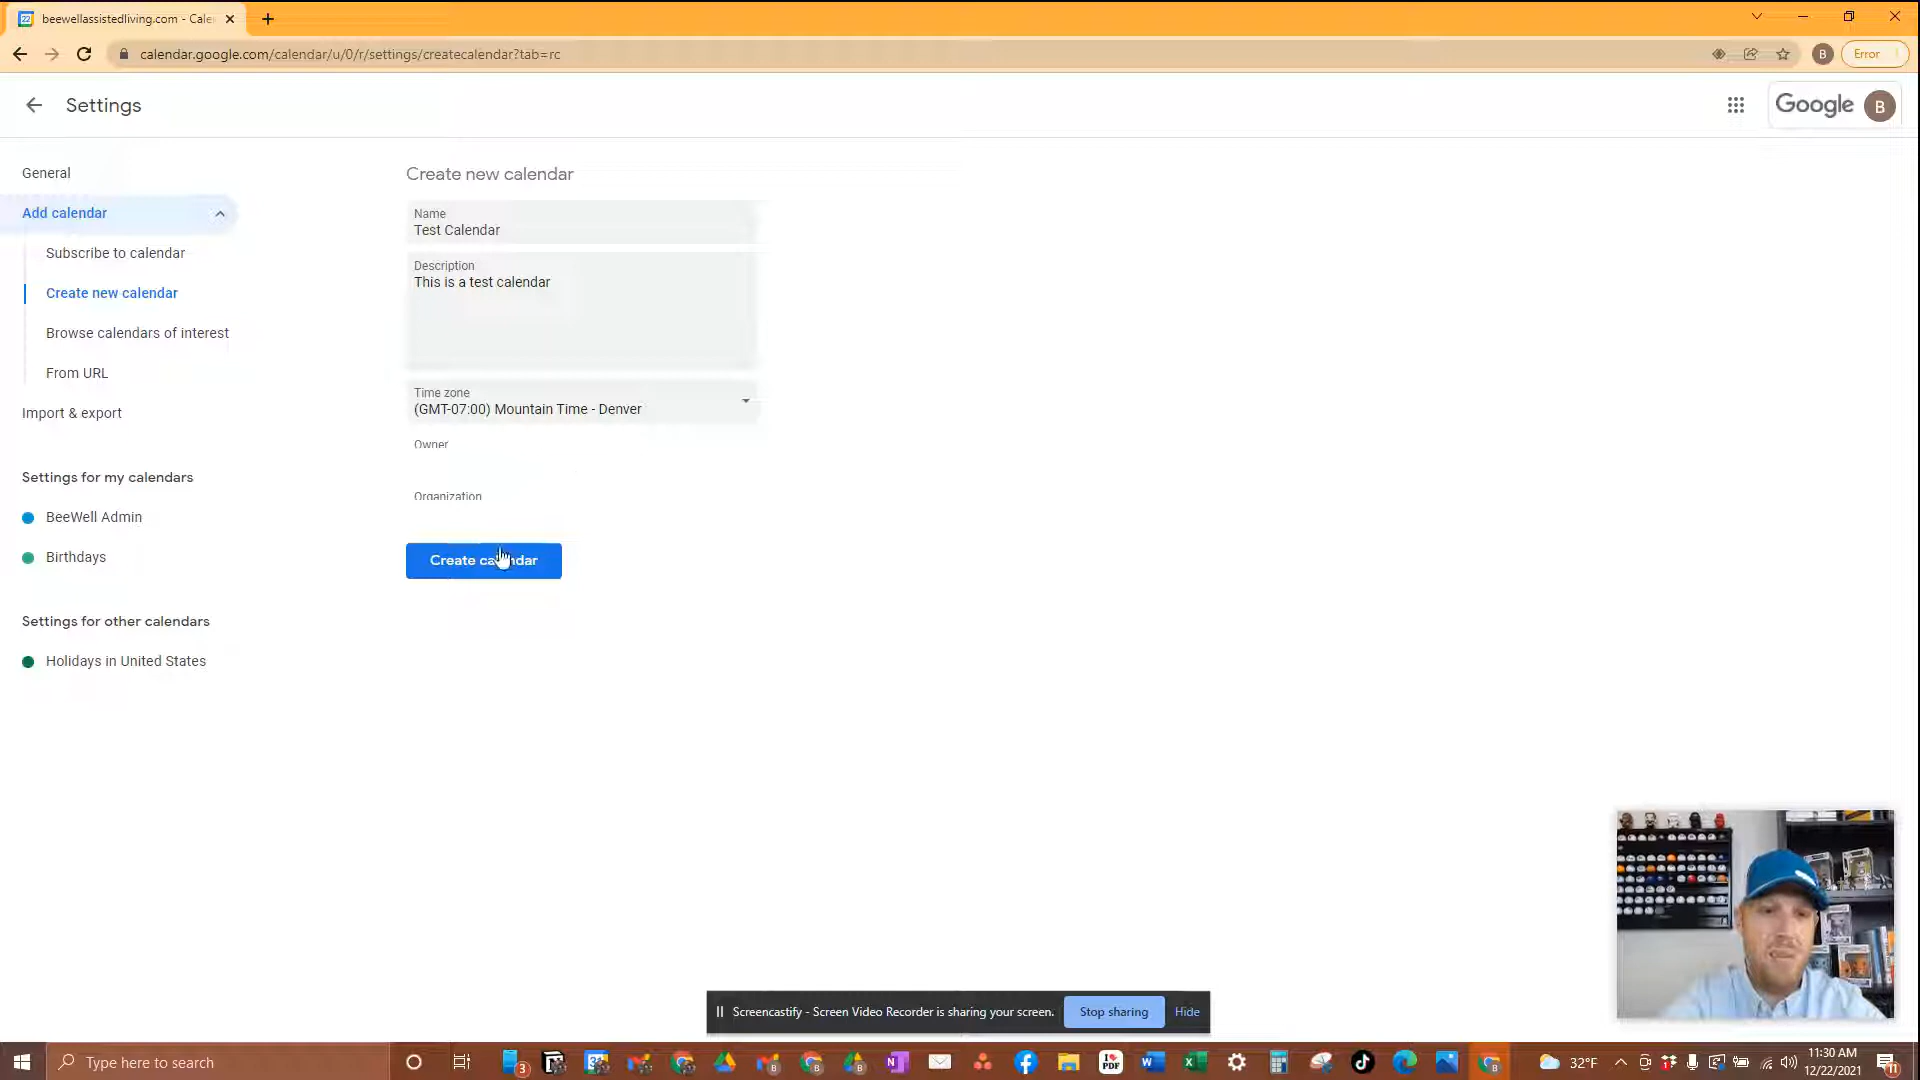 beewellassistedliving.com - Cale
calendar.google.com/calendar/u/0/r/settings/createcalendar?tab=rc
B
Error
Settings
Google
B
General
Add calendar
Subscribe to calendar
Create new calendar
Browse calendars of interest
From URL
Import & export
Settings for my calendars
BeeWell Admin
Birthdays
Settings for other calendars
Holidays in United States
Create new calendar
Name
Test Calendar
Description
This is a test calendar
Time zone
(GMT-07:00) Mountain Time - Denver
Owner
Organization
Create calendar
Screencastify - Screen Video Recorder is sharing your screen.
Stop sharing
Hide
Type here to search
3
PDF
32°F
11:30 AM
12/22/2021
11